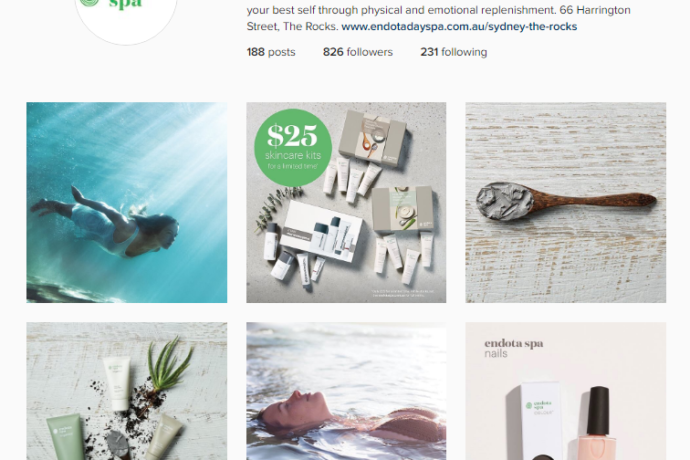 spa
your best self through physical and emotional replenishment. 66 Harrington
Street, The Rocks. www.endotadayspa.com.au/sydney-the-rocks
188 posts 826 followers 231 following
$25
skincare kits
for a limited time*
endota spa
nails
endota
spa